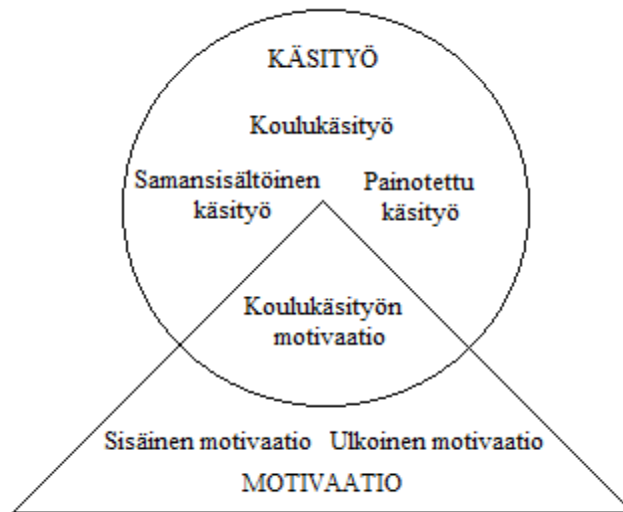 KÄSITYÖ
Koulukäsityö
Samansisältöinen
käsityö
Painotettu
käsityö
Koulukäsityön
motivaatio
Sisäinen motivaatio Ulkoinen motivaatio
MOTIVAATIO